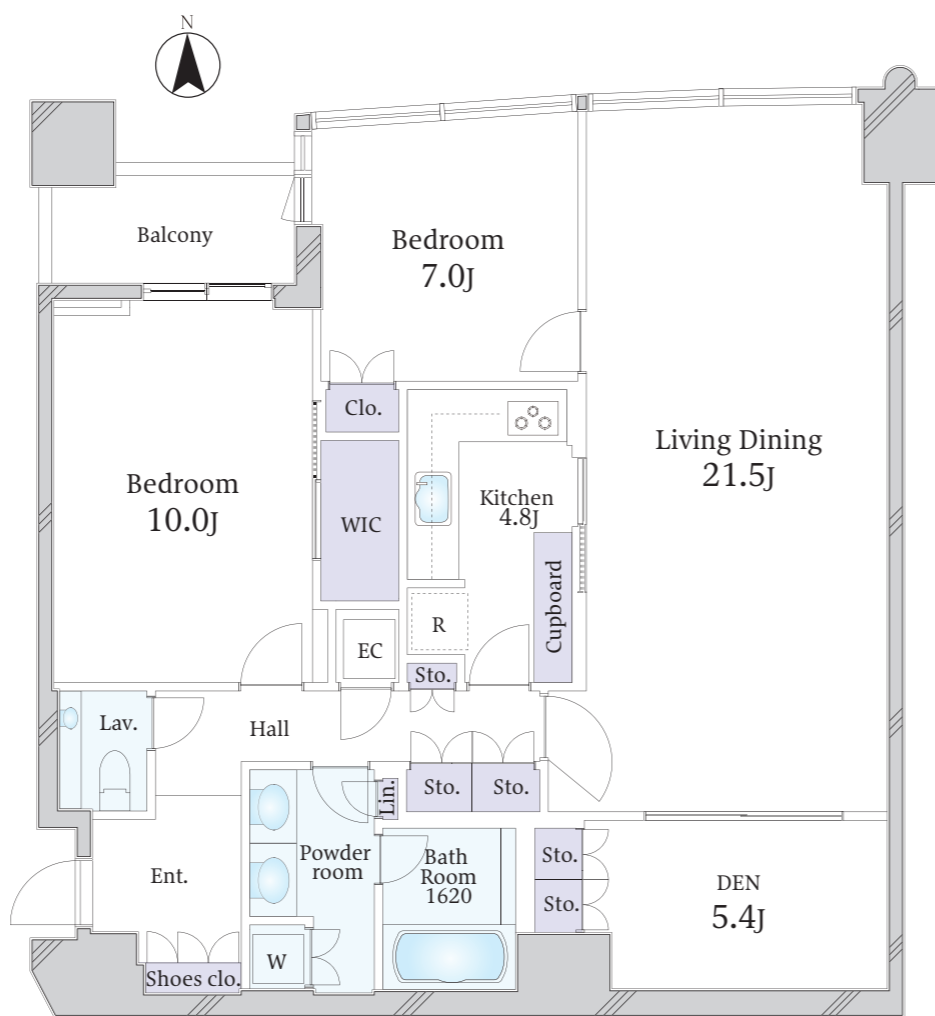 N
Balcony
Bedroom
7.0J
Clo.
Living Dining
21.5J
Bedroom
10.0J
WIC
Kitchen
4.8J
Cupboard
R
EC
Sto.
Lav.
Hall
Sto.
Sto.
Lin.
Powder
room
Bath
Room
1620
Sto.
Sto.
DEN
5.4J
Ent.
W
Shoes clo.